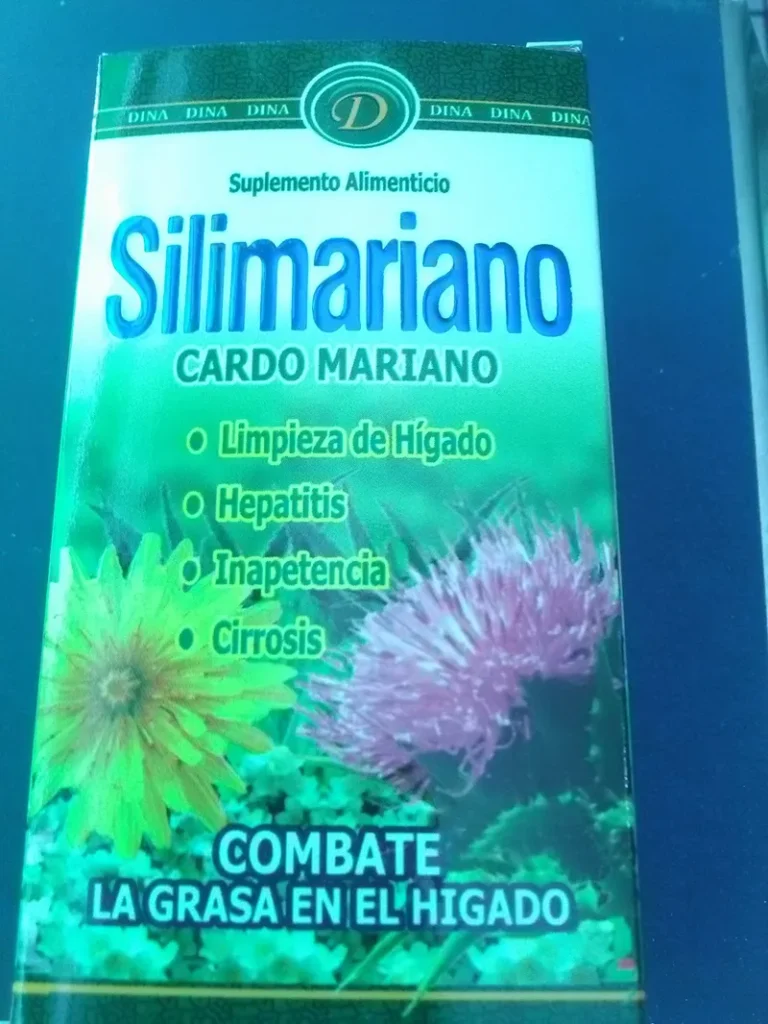 DINA DINA DINA D DINA DINA DINA
Suplemento Alimenticio
Silimariano
CARDO MARIANO
• Limpieza de Hígado
• Hepatitis
• Inapetencia
• Cirrosis
COMBATE
LA GRASA EN EL HIGADO